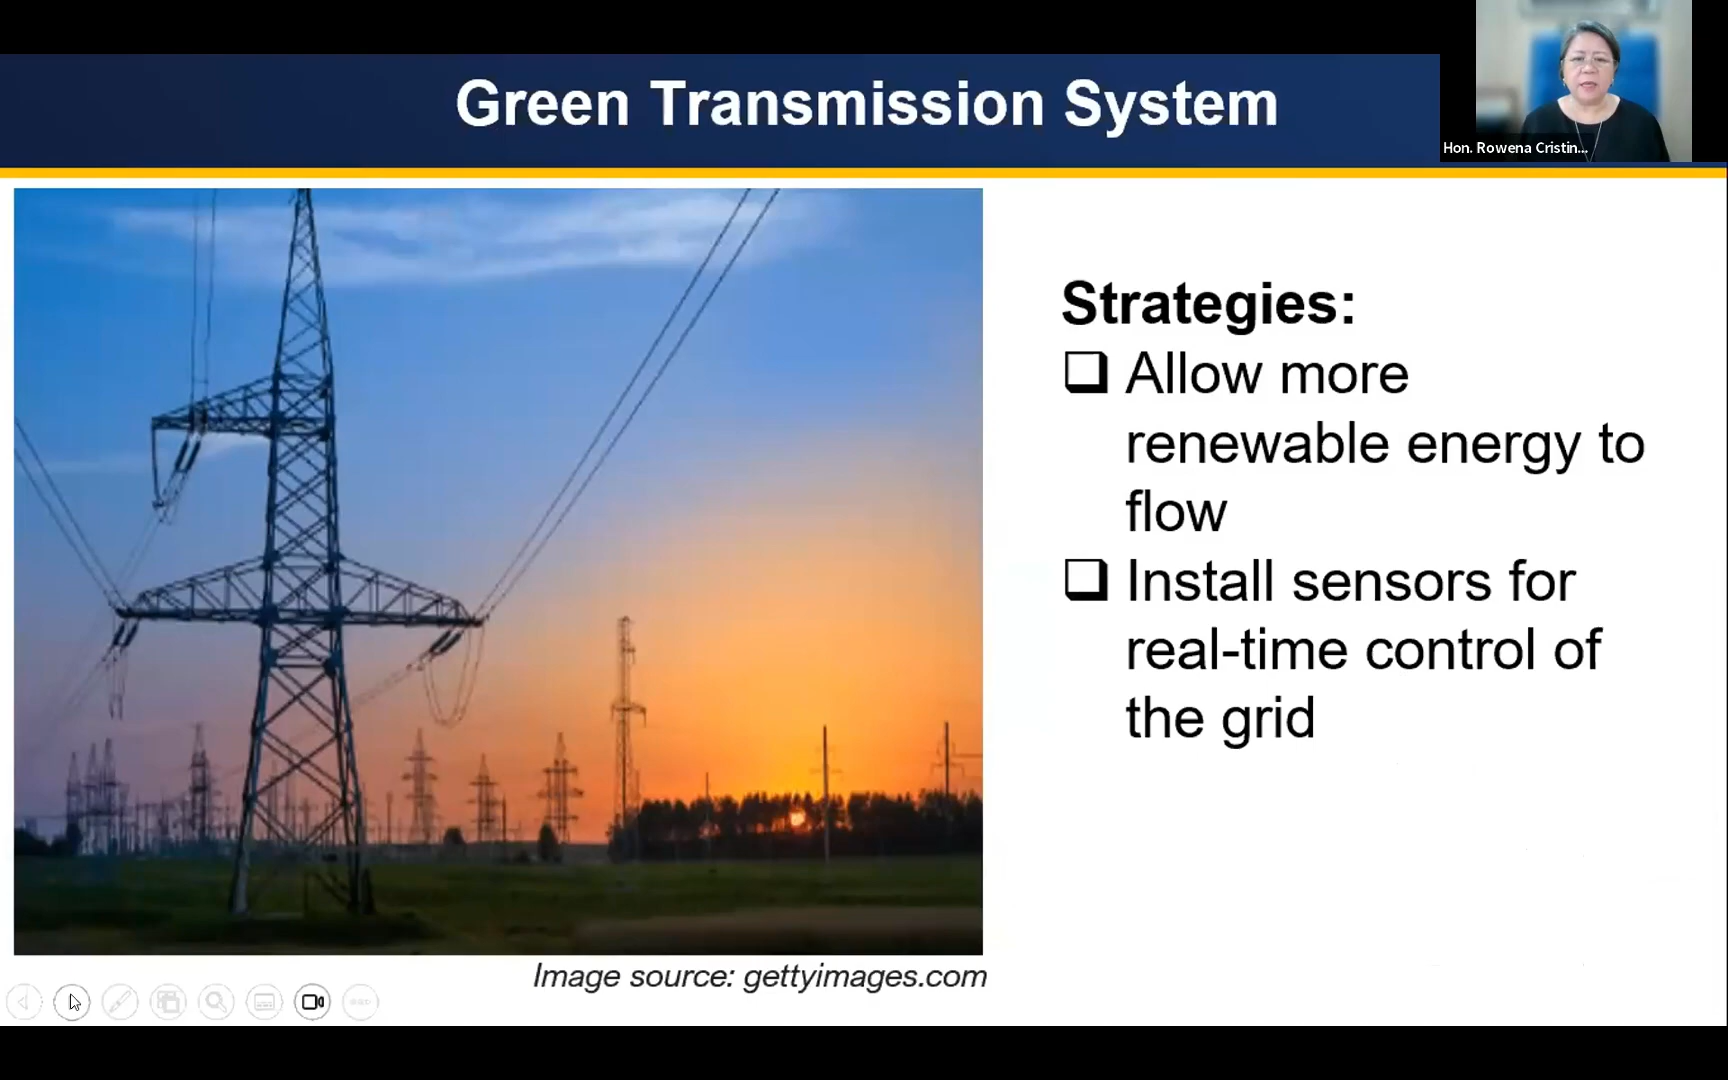 Green Transmission System
Hon. Rowena Cristin...
Strategies:
❑ Allow more
renewable energy to
flow
❑ Install sensors for
real-time control of
the grid
Image source: gettyimages.com